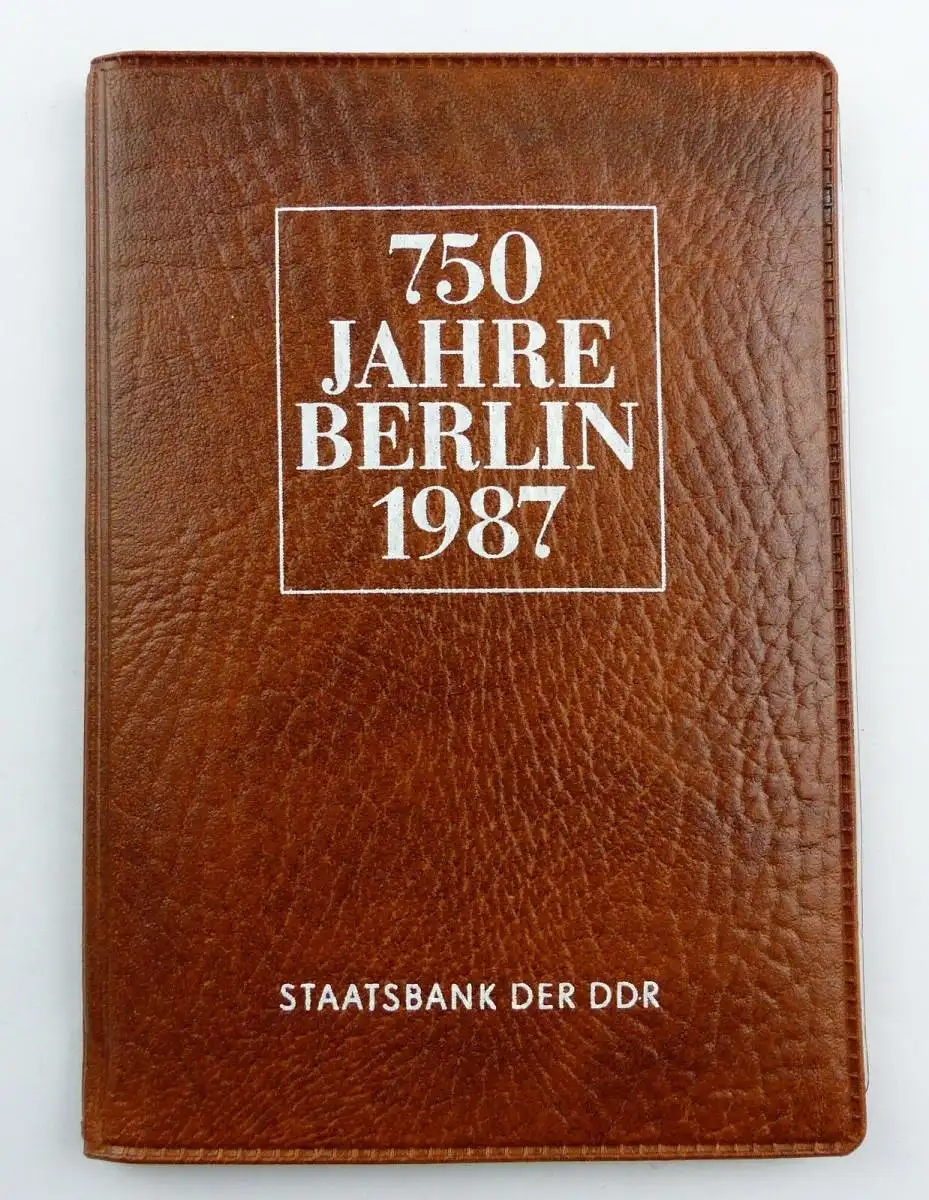 750
JAHRE
BERLIN
1987
STAATSBANK DER DDR